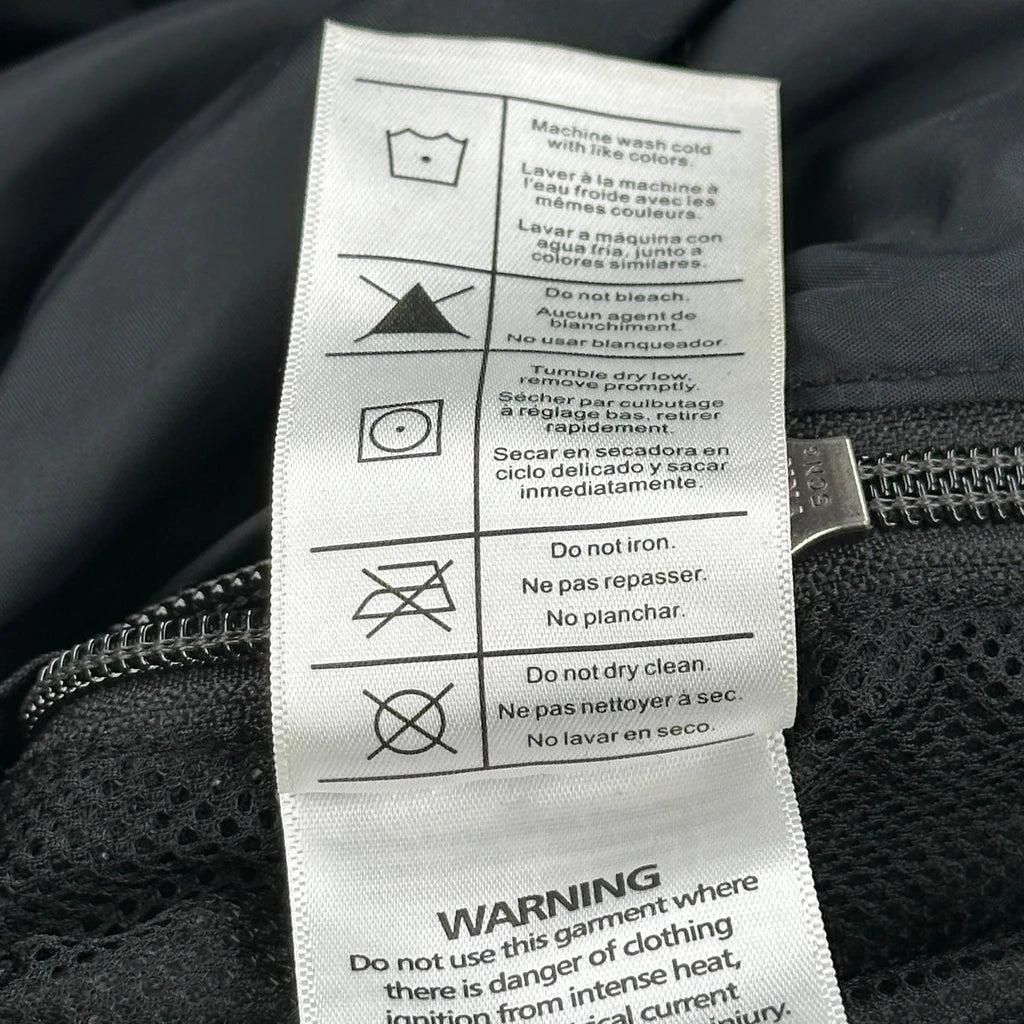 Machine wash cold
with like colors.
Laver à la machine à
l'eau froide avec les
mêmes couleurs.
Lavar a máquina con
agua fría, junto a
colores similares.
Do not bleach.
Aucun agent de
blanchiment.
No usar blanqueador.
Tumble dry low,
remove promptly.
Sécher par culbutage
à réglage bas, retirer
rapidement.
Secar en secadora en
ciclo delicado y sacar
inmediatamente.
Do not iron.
Ne pas repasser.
No planchar.
Do not dry clean.
Ne pas nettoyer à sec.
No lavar en seco.
WARNING
Do not use this garment where
there is danger of clothing
ignition from intense heat,
current
injury.